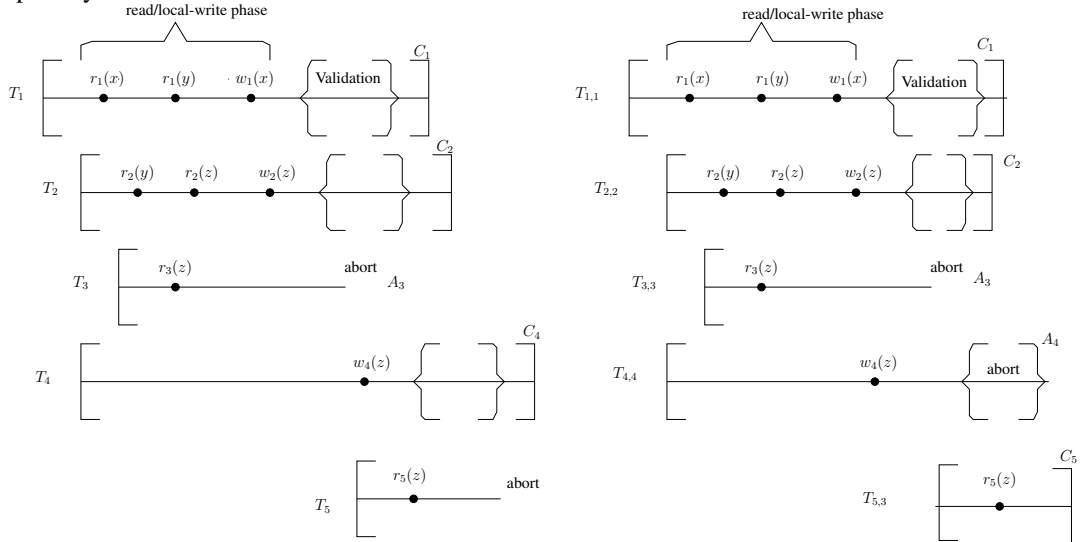 read/local-write phase
read/local-write phase
C₁
C₁
r₁(x) r₁(y) w₁(x) Validation
r₁(x) r₁(y) w₁(x) Validation
T₁
T₁,₁
C₂
C₂
r₂(y) r₂(z) w₂(z)
r₂(y) r₂(z) w₂(z)
T₂
T₂,₂
r₃(z) abort
r₃(z) abort
T₃ A₃
T₃,₃ A₃
C₄
A₄
w₄(z)
w₄(z)
abort
T₄
T₄,₄
C₅
r₅(z) abort
r₅(z)
T₅
T₅,₃